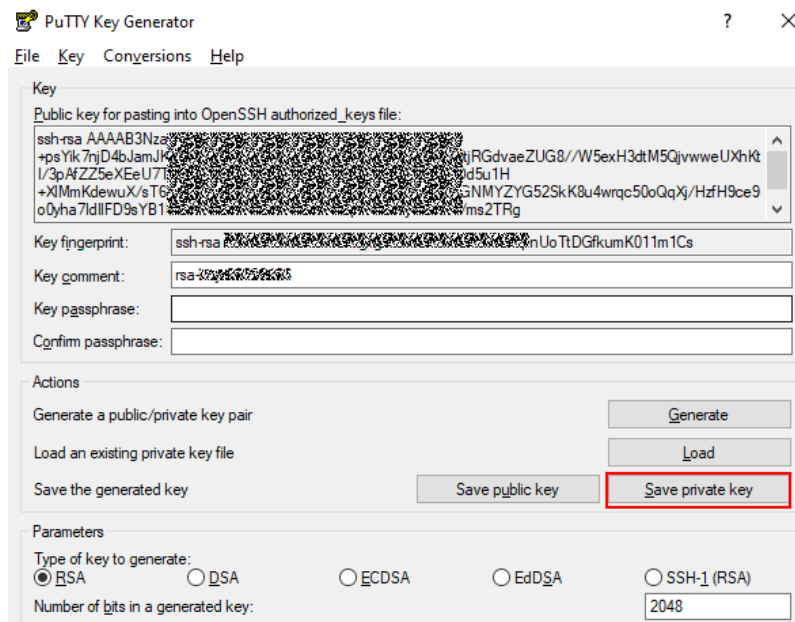 PuTTY Key Generator
? X
File Key Conversions Help
Key
Public key for pasting into OpenSSH authorized_keys file:
ssh-rsa AAAAB3Nza
+psYik7njD4bJamJK tjRGdvaeZUG8//W5exH3dtM5QjvwweUXhKt
I/3pAfZZ5eXEeU7T d5u1H
+XIMmKdewuX/sT6 GNMYZYG52SkK8u4wrqc50oQqXj/HzfH9ce9
o0yha7IdIIFD9sYB1 /ms2TRg
Key fingerprint: ssh-rsa nUoTtDGfkumK011m1Cs
Key comment: rsa-
Key passphrase:
Confirm passphrase:
Actions
Generate a public/private key pair Generate
Load an existing private key file Load
Save the generated key Save public key Save private key
Parameters
Type of key to generate:
RSA DSA ECDSA EdDSA SSH-1 (RSA)
Number of bits in a generated key: 2048